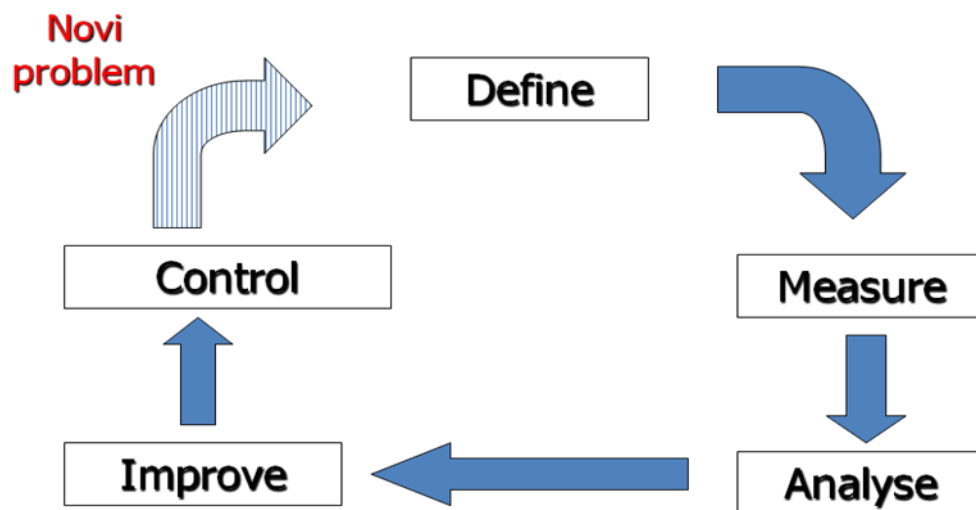 Novi
problem
Define
Control
Measure
Improve
Analyse